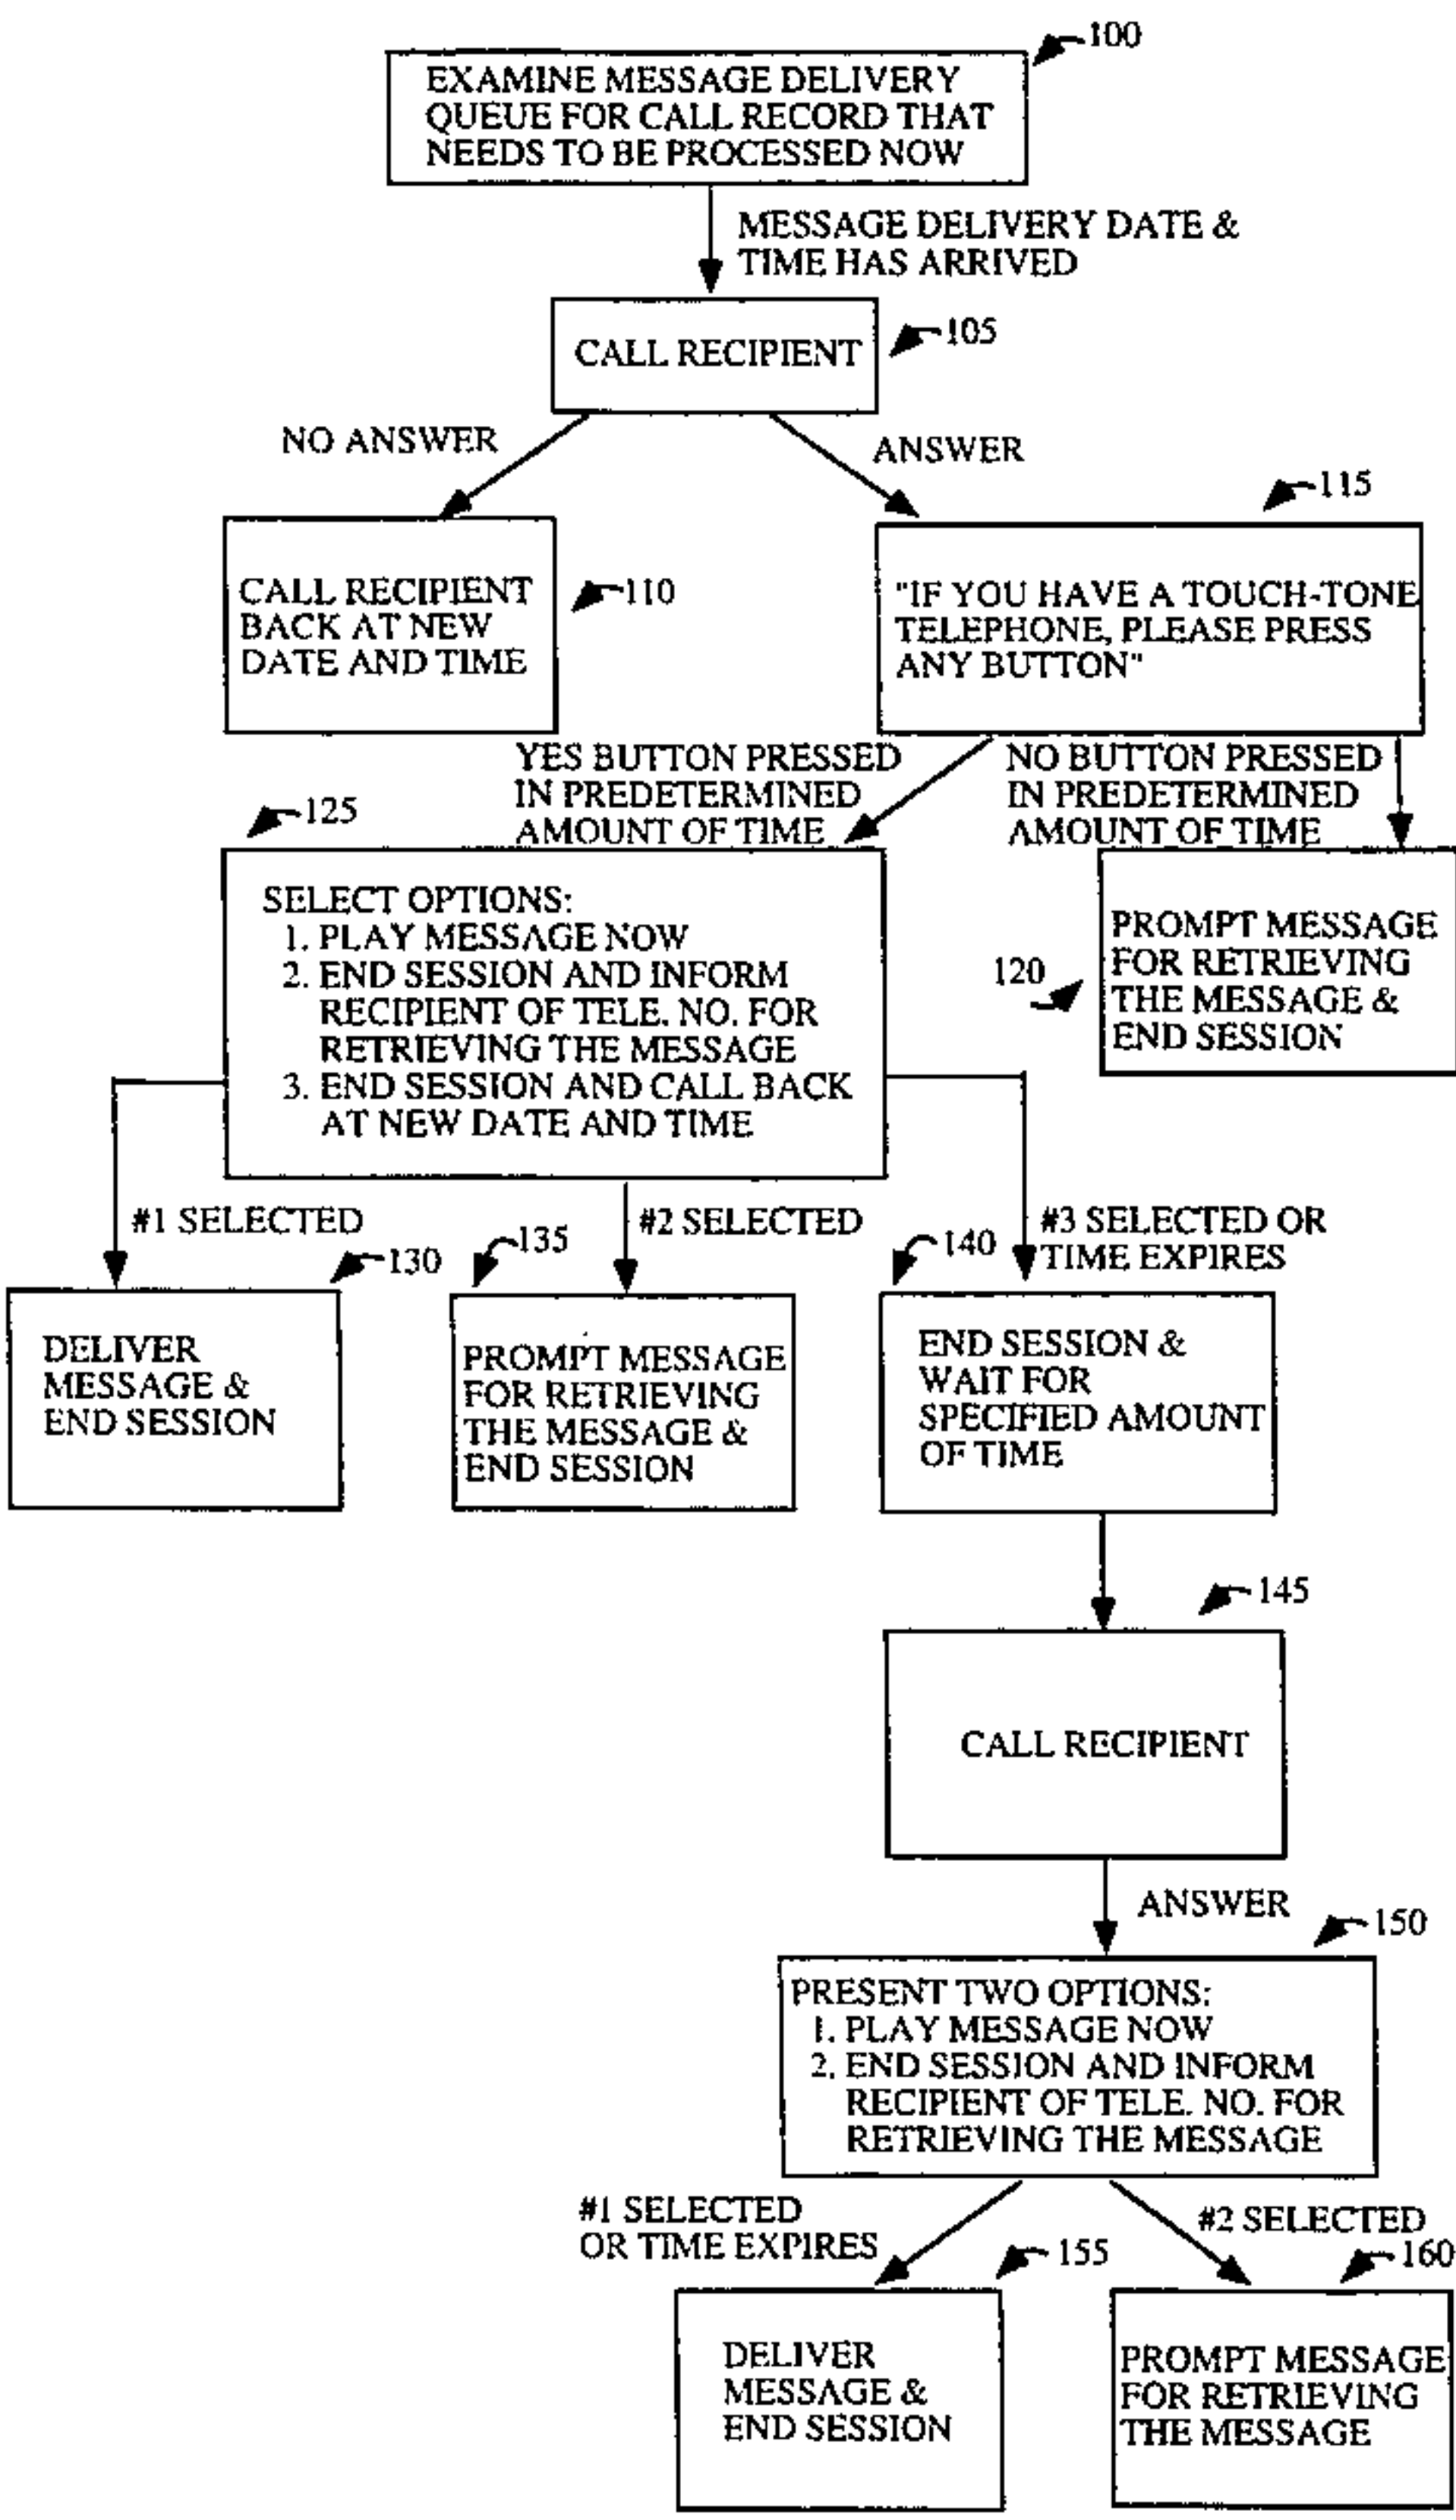 100
EXAMINE MESSAGE DELIVERY
QUEUE FOR CALL RECORD THAT
NEEDS TO BE PROCESSED NOW
MESSAGE DELIVERY DATE &
TIME HAS ARRIVED
CALL RECIPIENT
105
NO ANSWER
ANSWER
115
CALL RECIPIENT
BACK AT NEW
DATE AND TIME
110
"IF YOU HAVE A TOUCH-TONE
TELEPHONE, PLEASE PRESS
ANY BUTTON"
YES BUTTON PRESSED
IN PREDETERMINED
AMOUNT OF TIME
NO BUTTON PRESSED
IN PREDETERMINED
AMOUNT OF TIME
125
SELECT OPTIONS:
1. PLAY MESSAGE NOW
2. END SESSION AND INFORM
RECIPIENT OF TELE. NO. FOR
RETRIEVING THE MESSAGE
3. END SESSION AND CALL BACK
AT NEW DATE AND TIME
120
PROMPT MESSAGE
FOR RETRIEVING
THE MESSAGE &
END SESSION
#1 SELECTED
#2 SELECTED
#3 SELECTED OR
TIME EXPIRES
130
135
140
DELIVER
MESSAGE &
END SESSION
PROMPT MESSAGE
FOR RETRIEVING
THE MESSAGE &
END SESSION
END SESSION &
WAIT FOR
SPECIFIED AMOUNT
OF TIME
145
CALL RECIPIENT
ANSWER
150
PRESENT TWO OPTIONS:
1. PLAY MESSAGE NOW
2. END SESSION AND INFORM
RECIPIENT OF TELE. NO. FOR
RETRIEVING THE MESSAGE
#1 SELECTED
OR TIME EXPIRES
#2 SELECTED
155
160
DELIVER
MESSAGE &
END SESSION
PROMPT MESSAGE
FOR RETRIEVING
THE MESSAGE